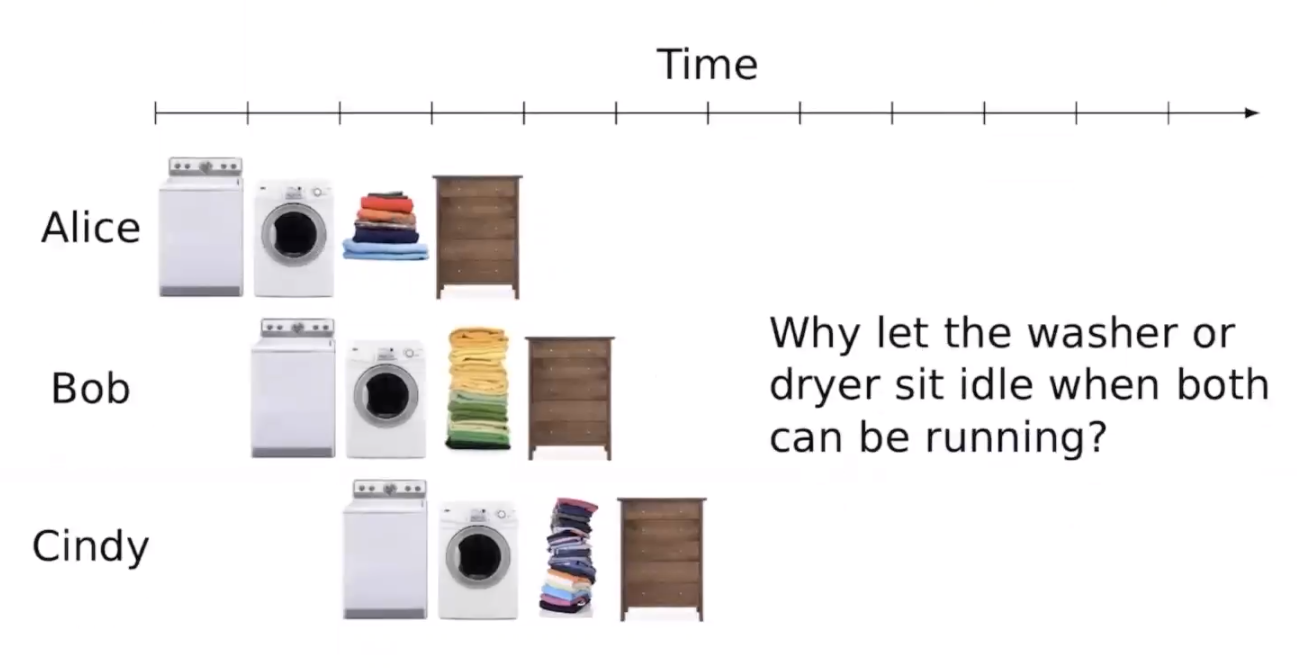 Time
Alice
Bob
Why let the washer or
dryer sit idle when both
can be running?
Cindy